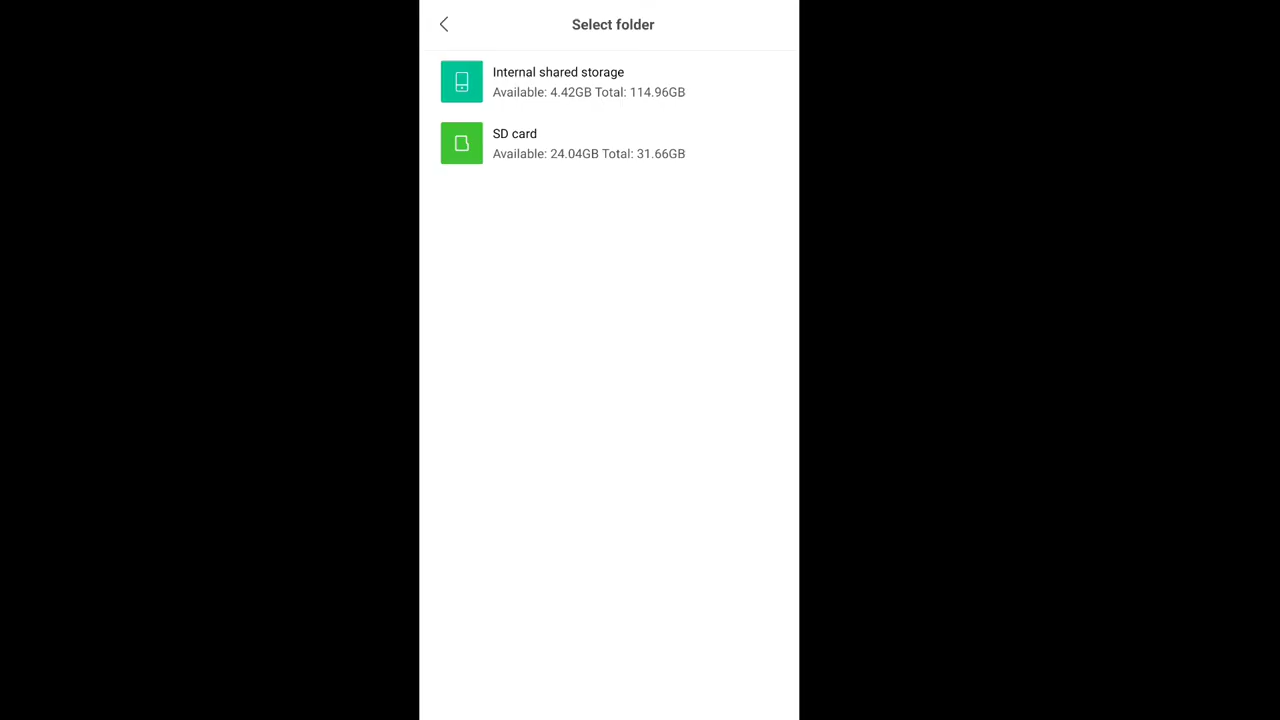 Select folder
Internal shared storage
Available: 4.42GB Total: 114.96GB
SD card
Available: 24.04GB Total: 31.66GB